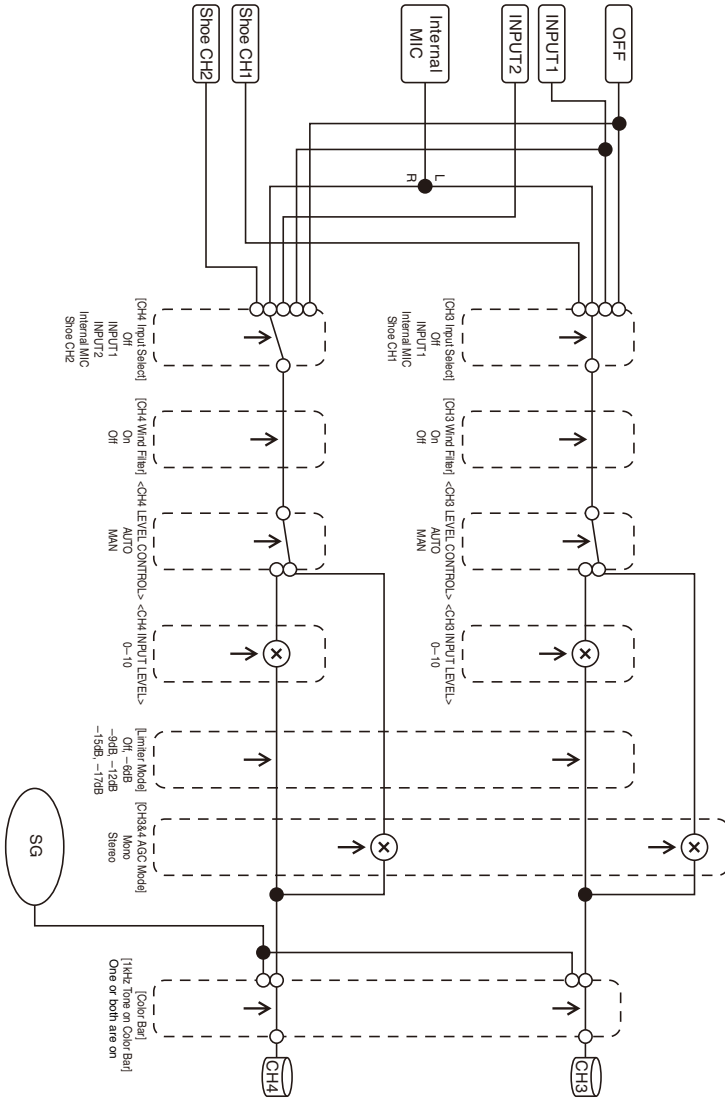 OFF
INPUT1
INPUT2
Internal
MIC
Shoe CH1
Shoe CH2
L
R
[CH3 Input Select]
Off
INPUT1
Internal MIC
Shoe CH1
[CH3 Wind Filter]
On
Off
<CH3 LEVEL CONTROL>
AUTO
MAN
<CH3 INPUT LEVEL>
0–10
[CH4 Input Select]
Off
INPUT1
INPUT2
Internal MIC
Shoe CH2
[CH4 Wind Filter]
On
Off
<CH4 LEVEL CONTROL>
AUTO
MAN
<CH4 INPUT LEVEL>
0–10
[Limiter Mode]
Off, –6dB
–9dB, –12dB
–15dB, –17dB
[CH3&4 AGC Mode]
Mono
Stereo
SG
[Color Bar]
[1kHz Tone on Color Bar]
One or both are on
CH3
CH4